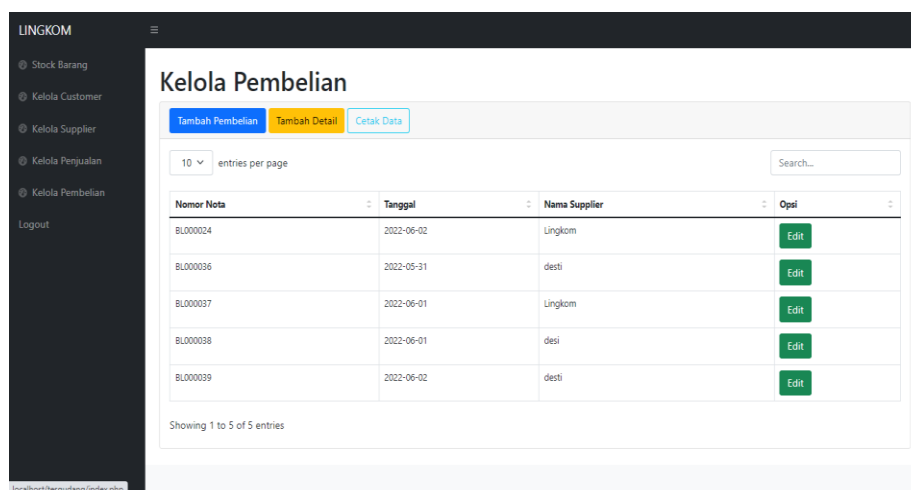 LINGKOM
Stock Barang
Kelola Customer
Kelola Supplier
Kelola Penjualan
Kelola Pembelian
Logout
Kelola Pembelian
Tambah Pembelian Tambah Detail Cetak Data
10 entries per page Search...
Nomor Nota Tanggal Nama Supplier Opsi
BL000024 2022-06-02 Lingkom Edit
BL000036 2022-05-31 desti Edit
BL000037 2022-06-01 Lingkom Edit
BL000038 2022-06-01 desi Edit
BL000039 2022-06-02 desti Edit
Showing 1 to 5 of 5 entries